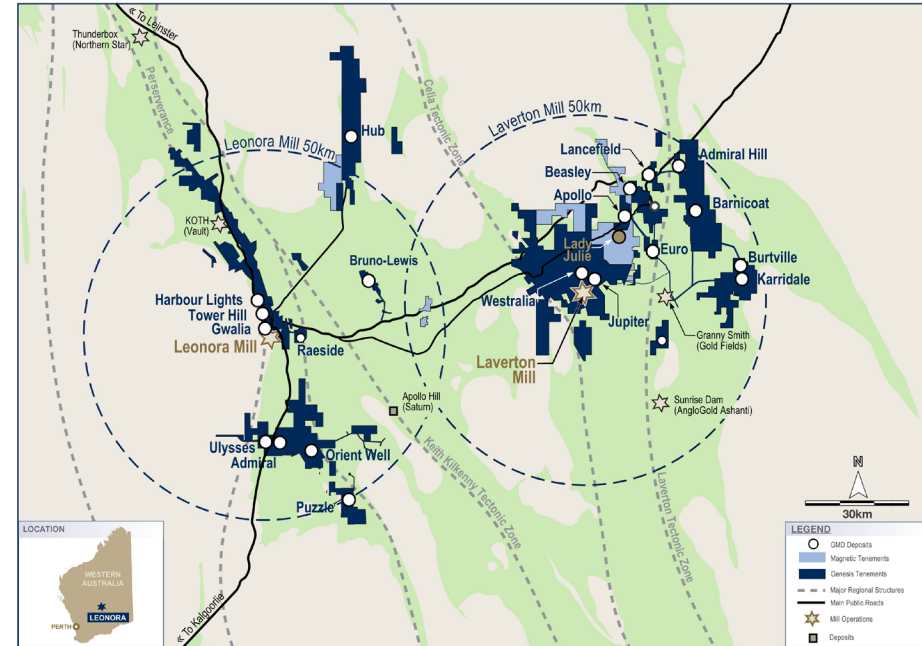 << To Leinster
Thunderbox
(Northern Star)
Perseverance
Celia Tectonic Zone
Laverton Mill 50km
Leonora Mill 50km
Hub
Lancefield
Admiral Hill
Beasley
Apollo
Barnicoat
KOTH
(Vault)
Lady
Julie
Euro
Bruno-Lewis
Burtville
Karridale
Harbour Lights
Tower Hill
Gwalia
Leonora Mill
Raeside
Westralia
Jupiter
Granny Smith
(Gold Fields)
Laverton
Mill
Apollo Hill
(Saturn)
Sunrise Dam
(AngloGold Ashanti)
Ulysses
Admiral
Orient Well
Keith Kilkenny Tectonic Zone
Laverton Tectonic Zone
Puzzle
N
30km
<< To Kalgoorlie
LOCATION
WESTERN
AUSTRALIA
LEONORA
PERTH
LEGEND
GMD Deposits
Magnetic Tenements
Genesis Tenements
Major Regional Structures
Main Public Roads
Mill Operations
Deposits